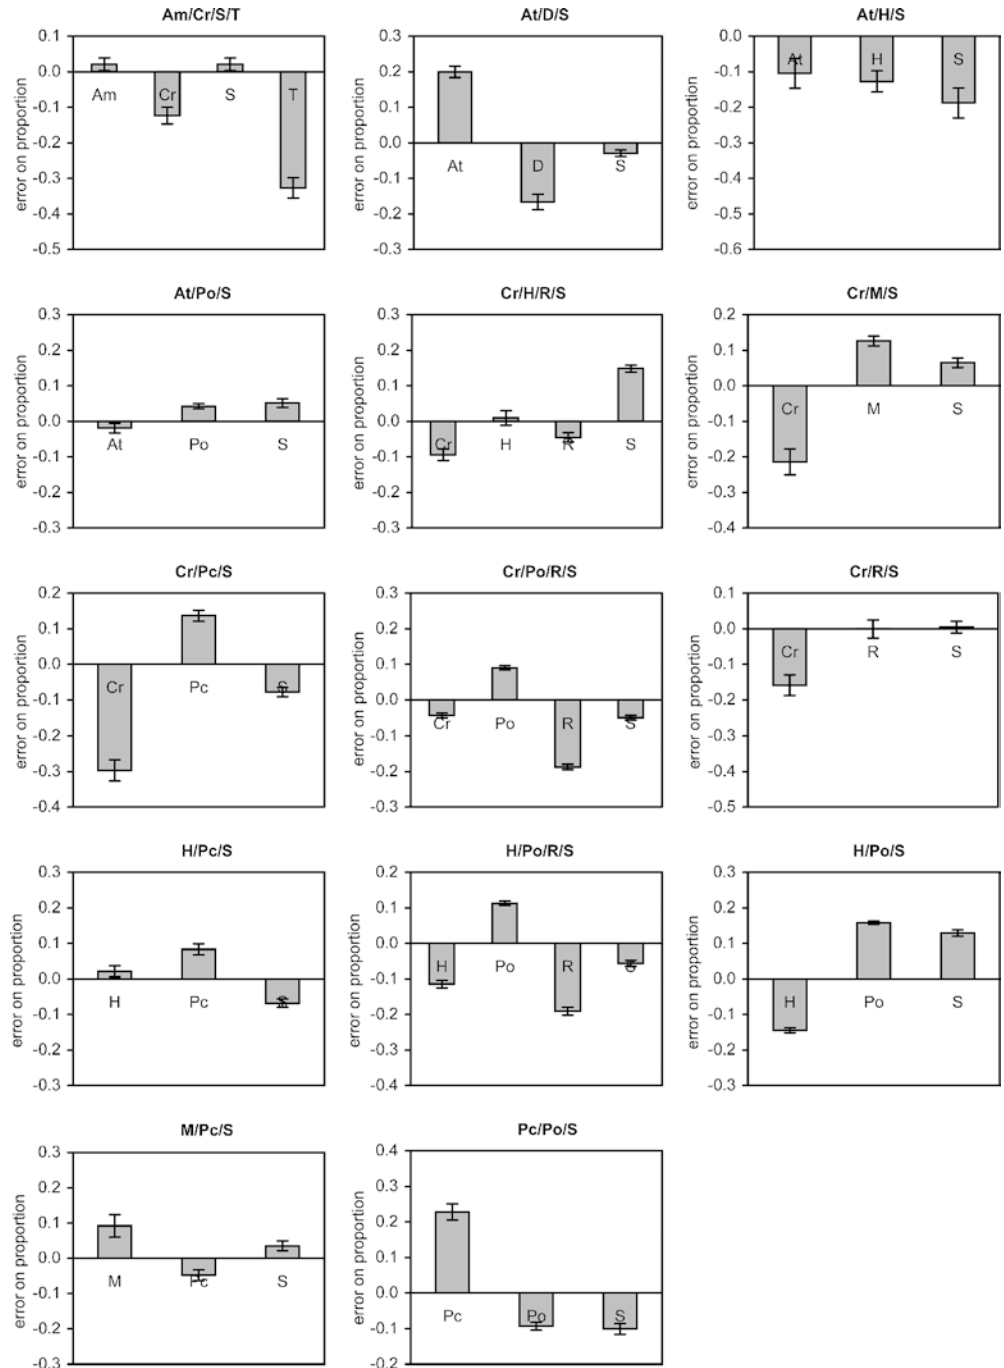 Am/Cr/S/T
error on proportion
0.1
0.0
-0.1
-0.2
-0.3
-0.4
-0.5
Am Cr S T
At/D/S
error on proportion
0.3
0.2
0.1
0.0
-0.1
-0.2
-0.3
At D S
At/H/S
error on proportion
0.0
-0.1
-0.2
-0.3
-0.4
-0.5
-0.6
At H S
At/Po/S
error on proportion
0.3
0.2
0.1
0.0
-0.1
-0.2
-0.3
At Po S
Cr/H/R/S
error on proportion
0.3
0.2
0.1
0.0
-0.1
-0.2
-0.3
Cr H R S
Cr/M/S
error on proportion
0.2
0.1
0.0
-0.1
-0.2
-0.3
-0.4
Cr M S
Cr/Pc/S
error on proportion
0.2
0.1
0.0
-0.1
-0.2
-0.3
-0.4
Cr Pc S
Cr/Po/R/S
error on proportion
0.3
0.2
0.1
0.0
-0.1
-0.2
-0.3
Cr Po R S
Cr/R/S
error on proportion
0.1
0.0
-0.1
-0.2
-0.3
-0.4
-0.5
Cr R S
H/Pc/S
error on proportion
0.3
0.2
0.1
0.0
-0.1
-0.2
-0.3
H Pc S
H/Po/R/S
error on proportion
0.2
0.1
0.0
-0.1
-0.2
-0.3
-0.4
H Po R S
H/Po/S
error on proportion
0.3
0.2
0.1
0.0
-0.1
-0.2
-0.3
H Po S
M/Pc/S
error on proportion
0.3
0.2
0.1
0.0
-0.1
-0.2
-0.3
M Pc S
Pc/Po/S
error on proportion
0.4
0.3
0.2
0.1
0.0
-0.1
-0.2
Pc Po S